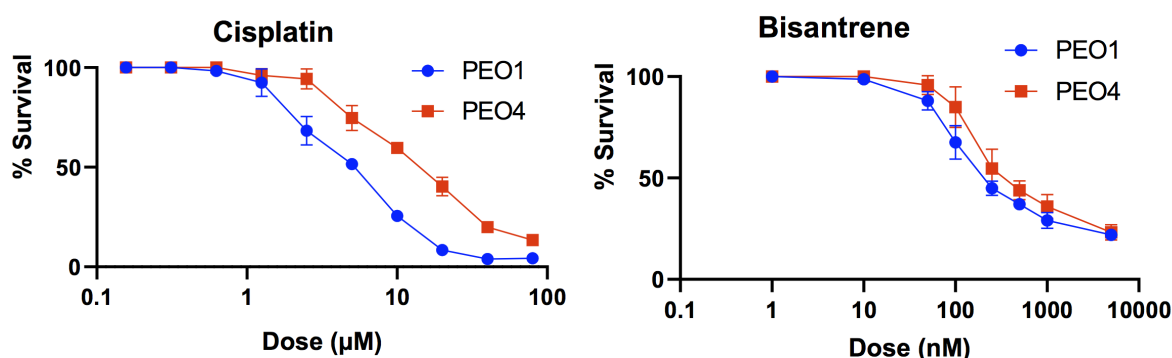 Cisplatin
PEO1
PEO4
% Survival
100
50
0
0.1
1
10
100
Dose (µM)
Bisantrene
PEO1
PEO4
% Survival
100
50
0
0.1
1
10
100
1000
10000
Dose (nM)